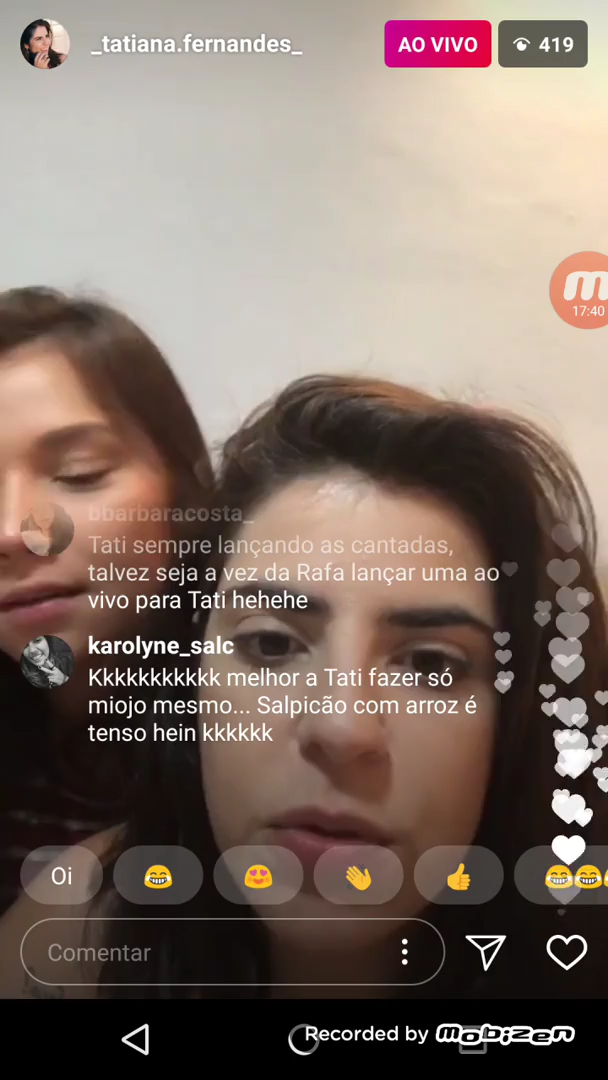 _tatiana.fernandes_
AO VIVO
419
m
17:40
bbarbaracosta_
Tati sempre lançando as cantadas,
talvez seja a vez da Rafa lançar uma ao
vivo para Tati hehehe
karolyne_salc
Kkkkkkkkkkk melhor a Tati fazer só
miojo mesmo... Salpicão com arroz é
tenso hein kkkkkk
Oi
Comentar
Recorded by mobizen